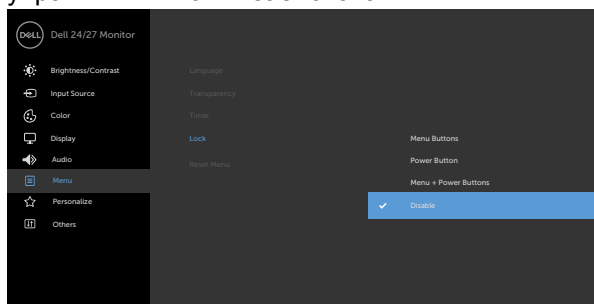 DELL Dell 24/27 Monitor
Brightness/Contrast Language
Input Source Transparency
Color Timer
Display Lock Menu Buttons
Audio Reset Menu Power Button
Menu Menu + Power Buttons
Personalize Disable
Others